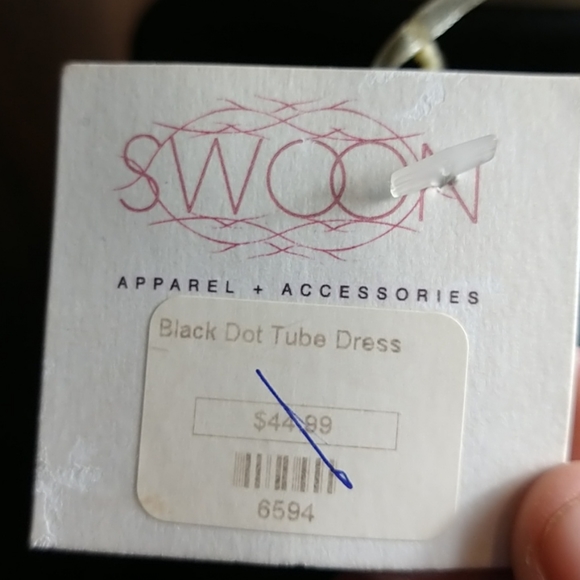 SWOON
APPAREL + ACCESSORIES
Black Dot Tube Dress
$44.99
6594